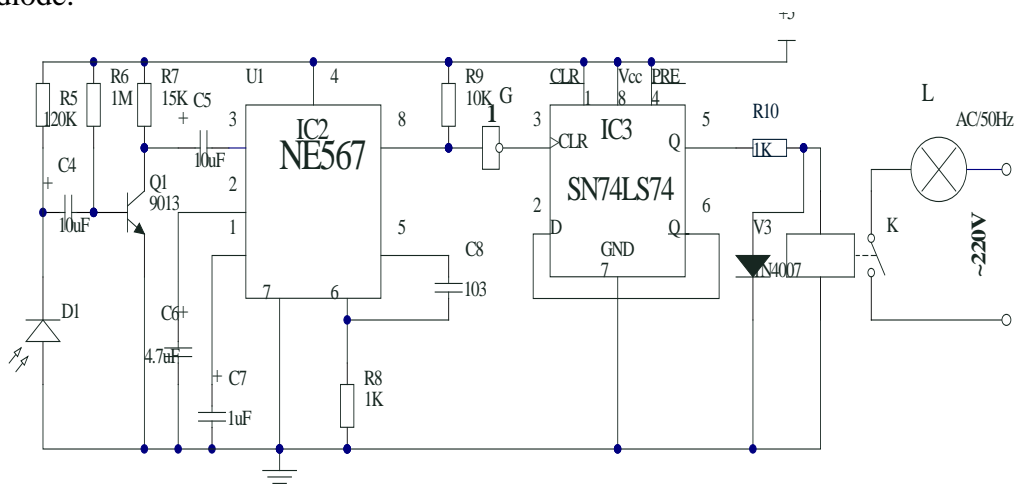 diode.
+5
R5
120K
R6
1M
R7
15K
C5
10uF
U1
4
3
2
1
8
5
7
6
IC2
NE567
R9
10K
G
1
CLR
Vcc
PRE
1
8
4
3
CLR
IC3
5
Q
SN74LS74
2
D
6
Q
GND
7
R10
1K
L
AC/50Hz
~220V
K
V3
1N4007
C4
10uF
Q1
9013
D1
C6
4.7uF
C7
1uF
C8
103
R8
1K
+
+
+
+